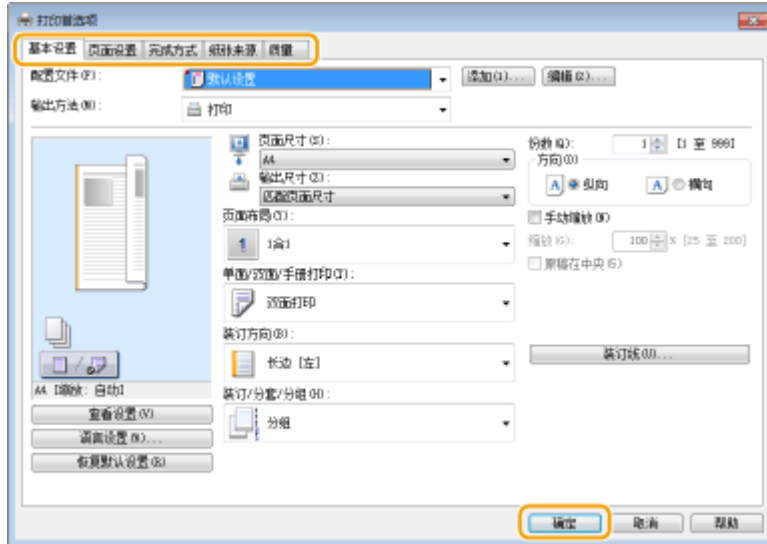 打印首选项
基本设置 页面设置 完成方式 纸张来源 质量
配置文件(F): 默认设置 添加(1)... 编辑(2)...
输出方法(M): 打印
页面尺寸(S):
A4
输出尺寸(Z):
匹配页面尺寸
页面布局(Y):
1合1
单面/双面/手册打印(T):
双面打印
装订方向(B):
长边 [左]
装订/分套/分组(H):
分组
份数(Q): 1 [1 至 999]
方向(O)
A 纵向 A 横向
手动缩放(W)
缩放(G): 100 % [25 至 200]
原稿在中央(5)
装订线(U)...
A4 [缩放: 自动]
查看设置(V)
语言设置(N)...
恢复默认设置(R)
确定 取消 帮助